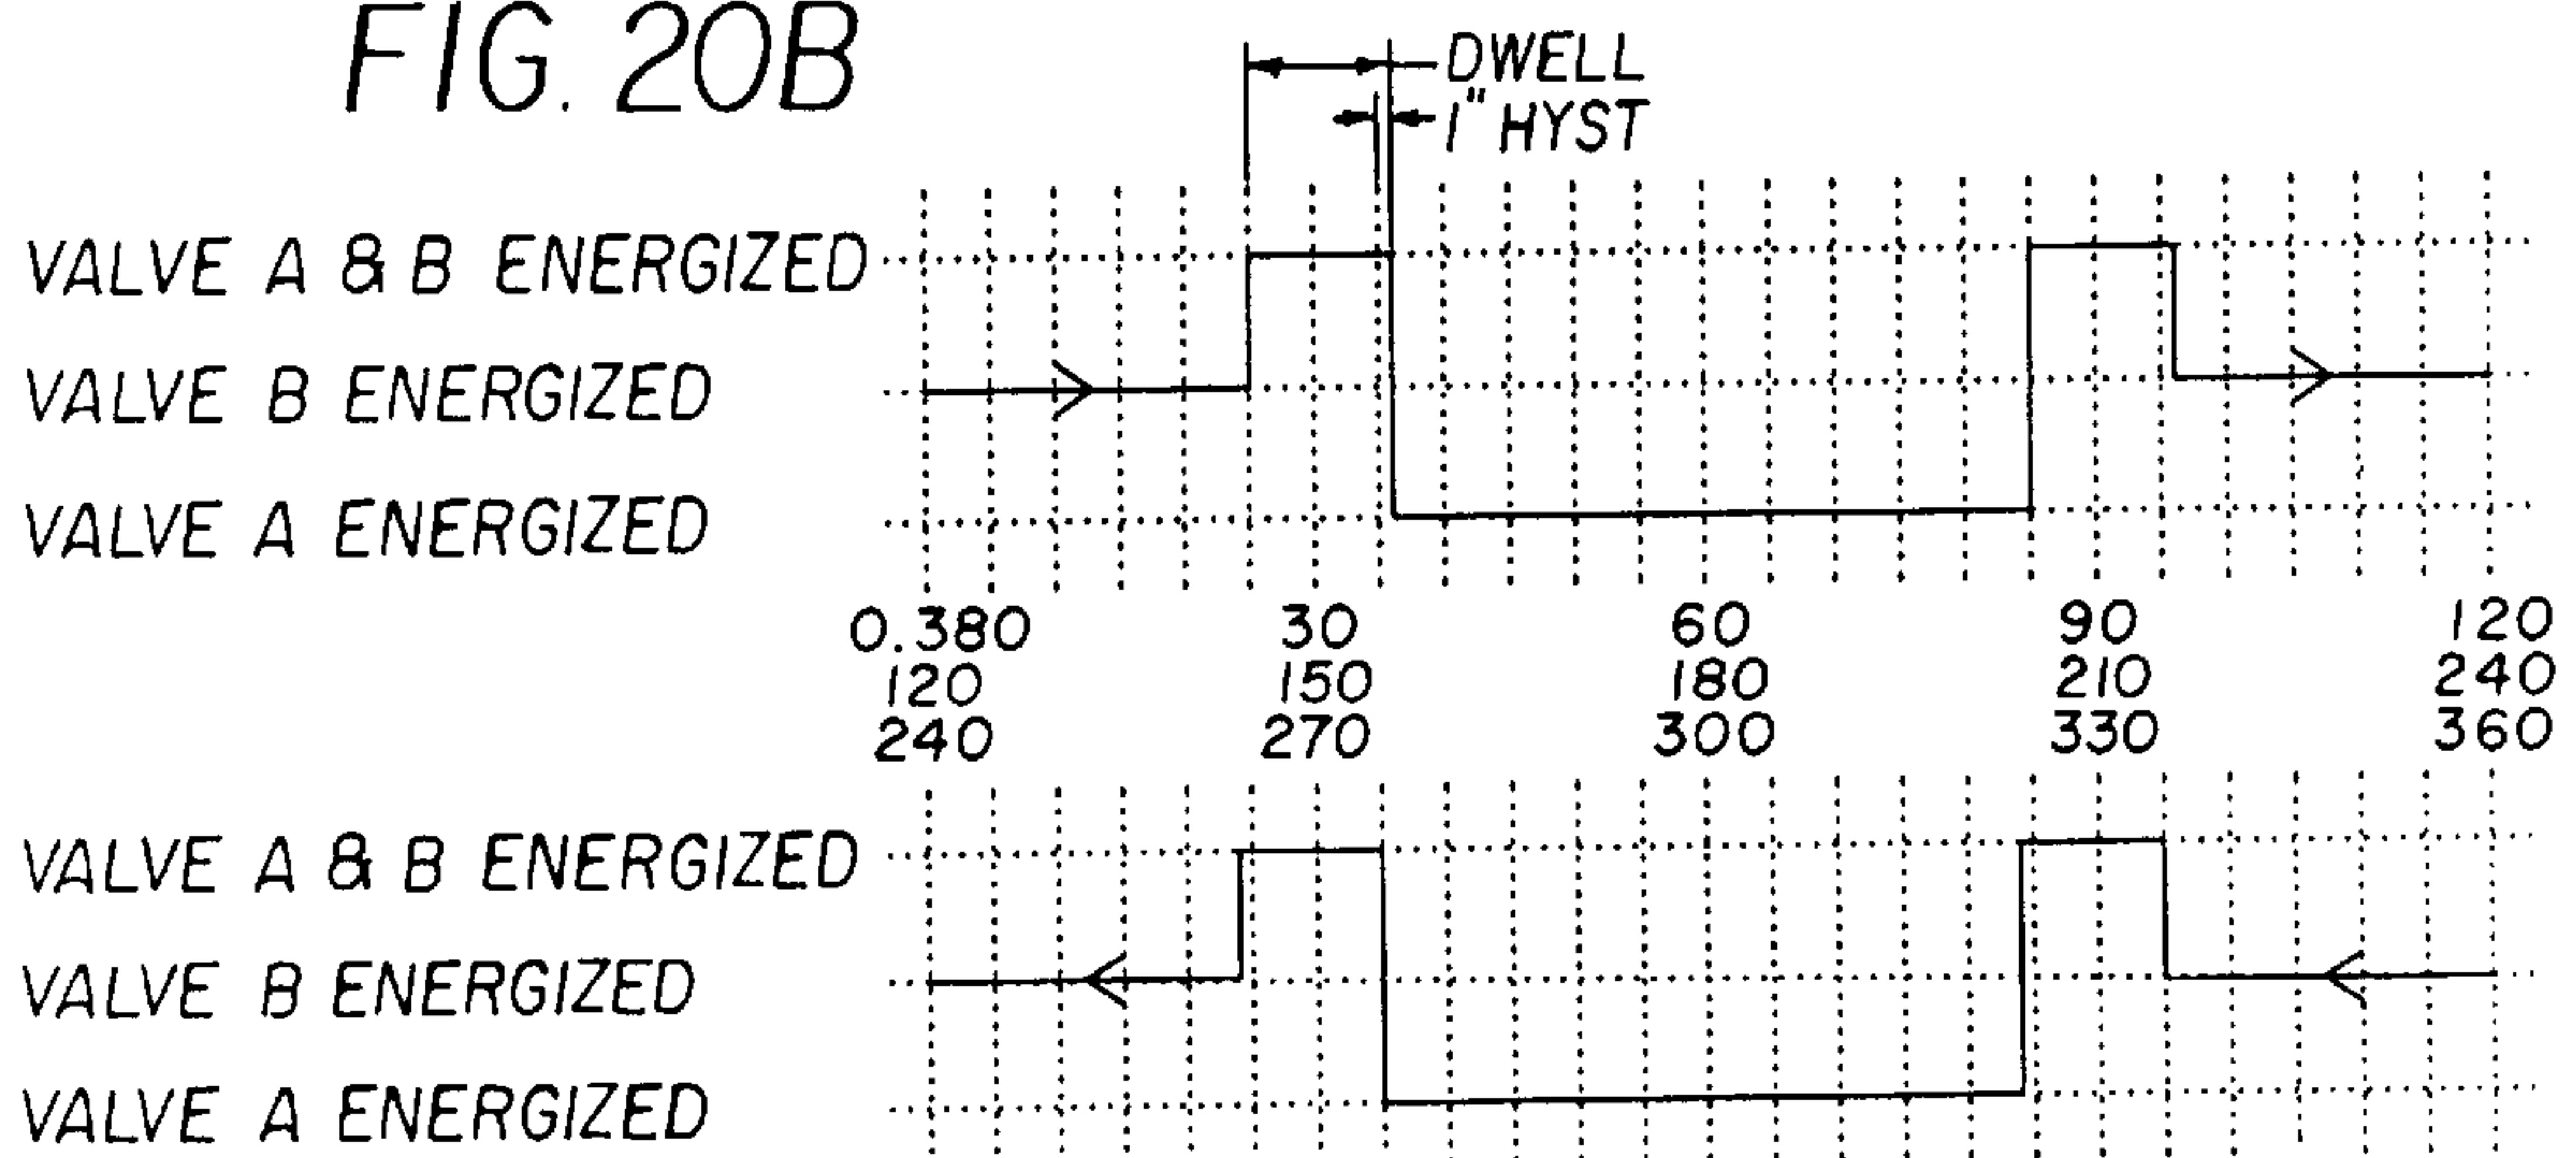 FIG. 20B
DWELL
1" HYST
VALVE A & B ENERGIZED
VALVE B ENERGIZED
VALVE A ENERGIZED
0.380 30 60 90 120
120 150 180 210 240
240 270 300 330 360
VALVE A & B ENERGIZED
VALVE B ENERGIZED
VALVE A ENERGIZED